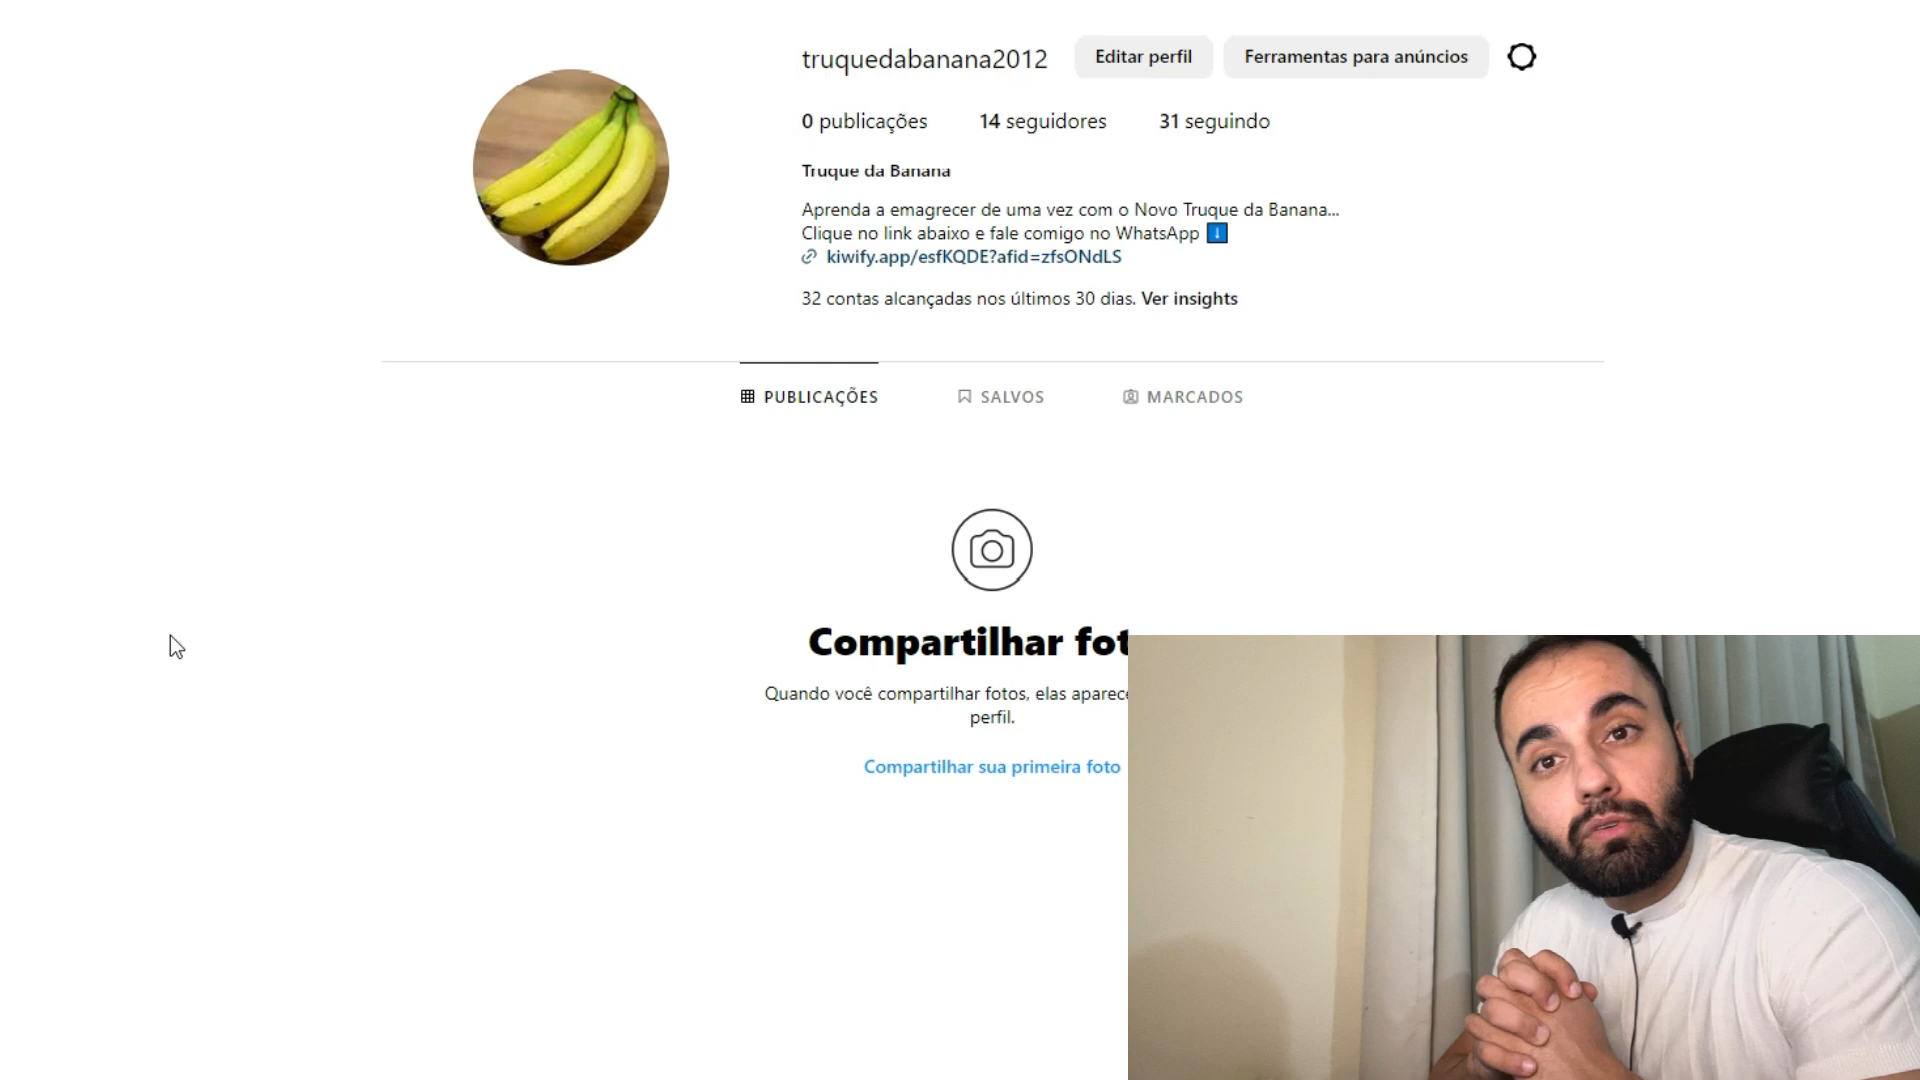 truquedabanana2012 Editar perfil Ferramentas para anúncios
0 publicações 14 seguidores 31 seguindo
Truque da Banana
Aprenda a emagrecer de uma vez com o Novo Truque da Banana...
Clique no link abaixo e fale comigo no WhatsApp ⬇️
kiwify.app/esfKQDE?afid=zfsONdLS
32 contas alcançadas nos últimos 30 dias. Ver insights
PUBLICAÇÕES SALVOS MARCADOS
Compartilhar fot
Quando você compartilhar fotos, elas aparece
perfil.
Compartilhar sua primeira foto